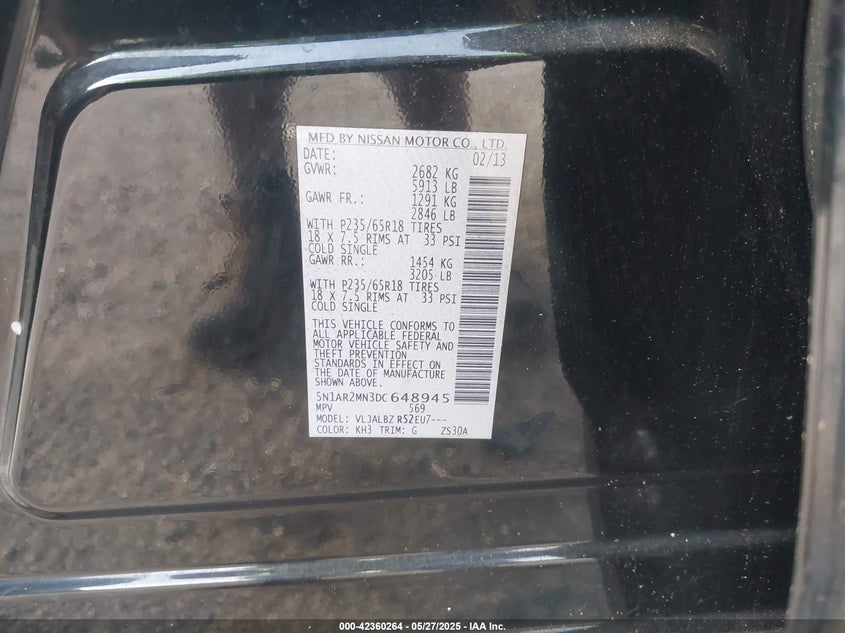 MFD BY NISSAN MOTOR CO., LTD.
DATE: 02/13
GVWR: 2682 KG
5913 LB
GAWR FR.: 1291 KG
2846 LB
WITH P235/65R18 TIRES
18 X 7.5 RIMS AT 33 PSI
COLD SINGLE
GAWR RR.: 1454 KG
3205 LB
WITH P235/65R18 TIRES
18 X 7.5 RIMS AT 33 PSI
COLD SINGLE
THIS VEHICLE CONFORMS TO
ALL APPLICABLE FEDERAL
MOTOR VEHICLE SAFETY AND
THEFT PREVENTION
STANDARDS IN EFFECT ON
THE DATE OF MANUFACTURE
SHOWN ABOVE.
5N1AR2MN3DC648945
MPV 569
MODEL: VLJALBZ R52EU7---
COLOR: KH3 TRIM: G ZS30A
000-42360264 - 05/27/2025 - IAA Inc.